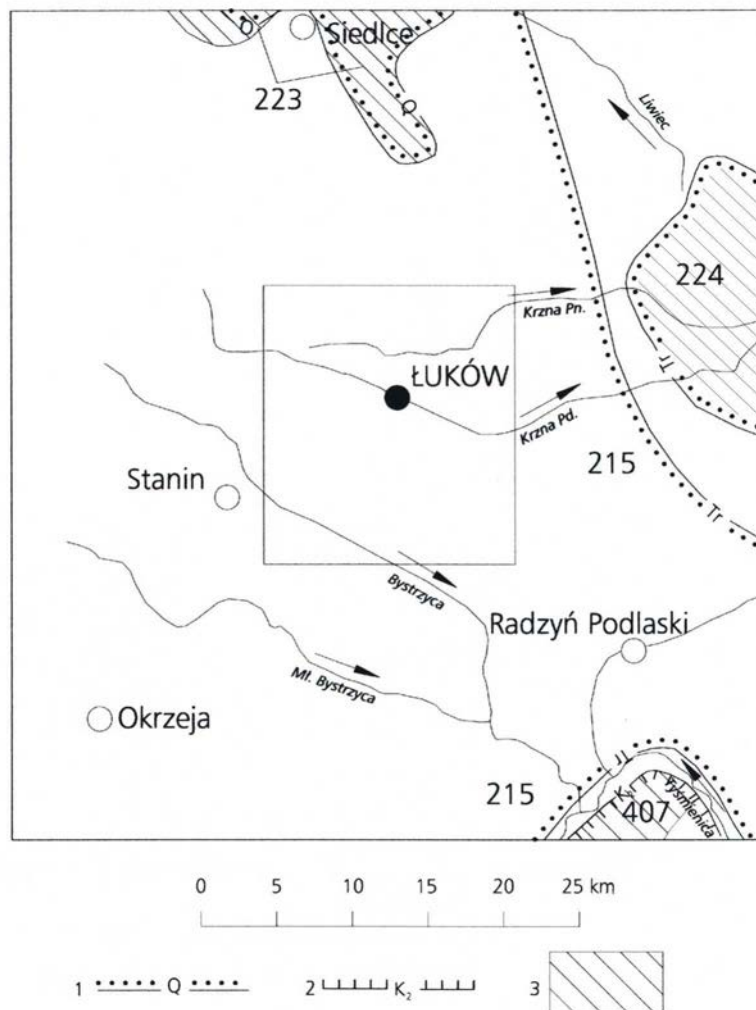 Siedlce
Q
223
Q
Liwiec
224
Krzna Pn.
Tr
ŁUKÓW
Krzna Pd.
215
Stanin
Tr
Bystrzyca
Radzyń Podlaski
Mł. Bystrzyca
Okrzeja
215
K₂
407
Tyśmienica
0 5 10 15 20 25 km
1 Q 2 K₂ 3